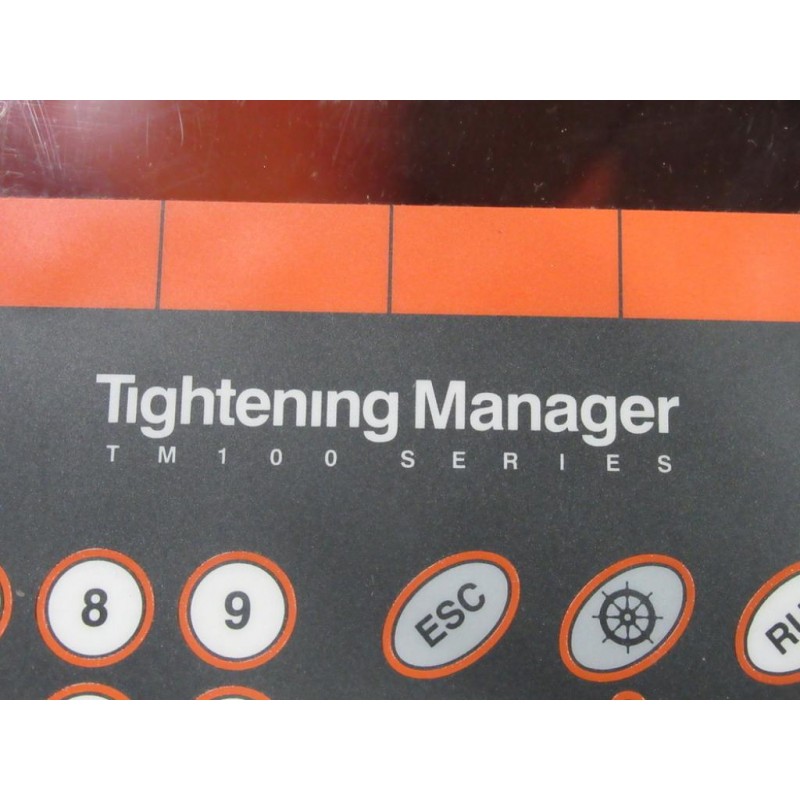 Tightening Manager
TM100 SERIES
8 9 ESC